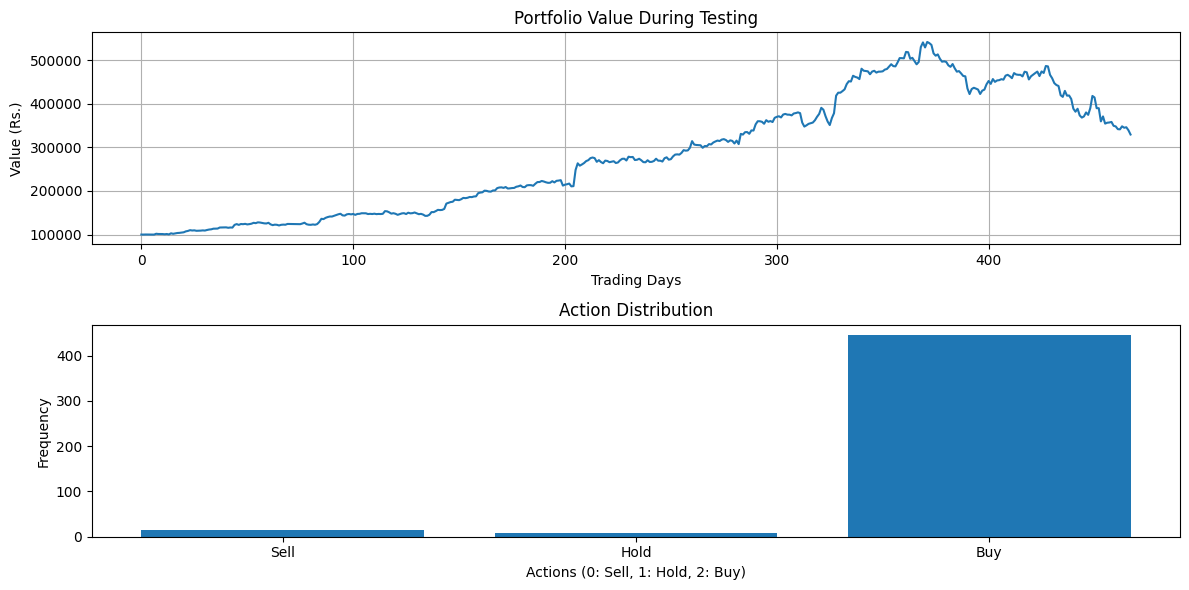 Portfolio Value During Testing
Value (Rs.)
500000
400000
300000
200000
100000
0
100
200
300
400
Trading Days
Action Distribution
Frequency
400
300
200
100
0
Sell
Hold
Buy
Actions (0: Sell, 1: Hold, 2: Buy)